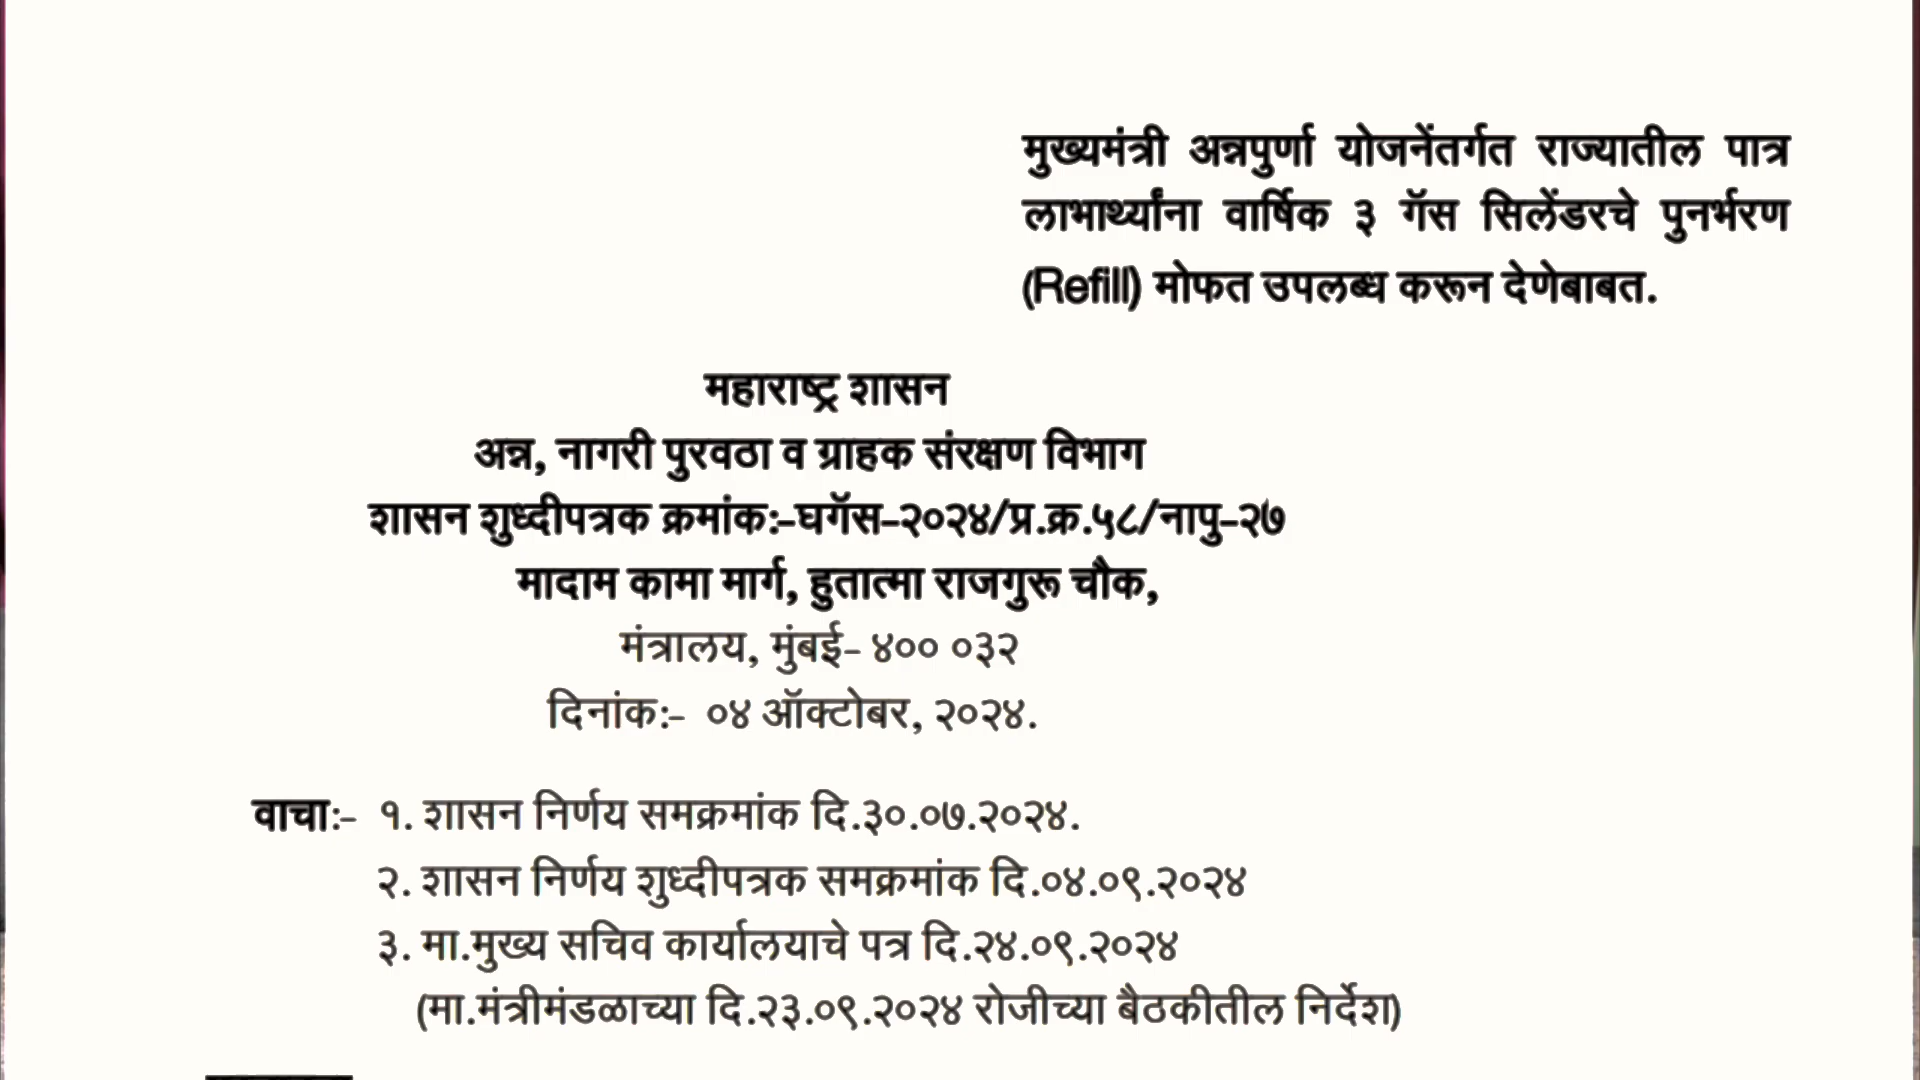 मुख्यमंत्री अन्नपुर्णा योजनेंतर्गत राज्यातील पात्र
लाभार्थ्यांना वार्षिक ३ गॅस सिलेंडरचे पुनर्भरण
(Refill) मोफत उपलब्ध करून देणेबाबत.
महाराष्ट्र शासन
अन्न, नागरी पुरवठा व ग्राहक संरक्षण विभाग
शासन शुध्दीपत्रक क्रमांक:-घगॅस-२०२४/प्र.क्र.५८/नापु-२७
मादाम कामा मार्ग, हुतात्मा राजगुरू चौक,
मंत्रालय, मुंबई- ४०० ०३२
दिनांक:- ०४ ऑक्टोबर, २०२४.
वाचा:- १. शासन निर्णय समक्रमांक दि.३०.०७.२०२४.
२. शासन निर्णय शुध्दीपत्रक समक्रमांक दि.०४.०९.२०२४
३. मा.मुख्य सचिव कार्यालयाचे पत्र दि.२४.०९.२०२४
(मा.मंत्रीमंडळाच्या दि.२३.०९.२०२४ रोजीच्या बैठकीतील निर्देश)